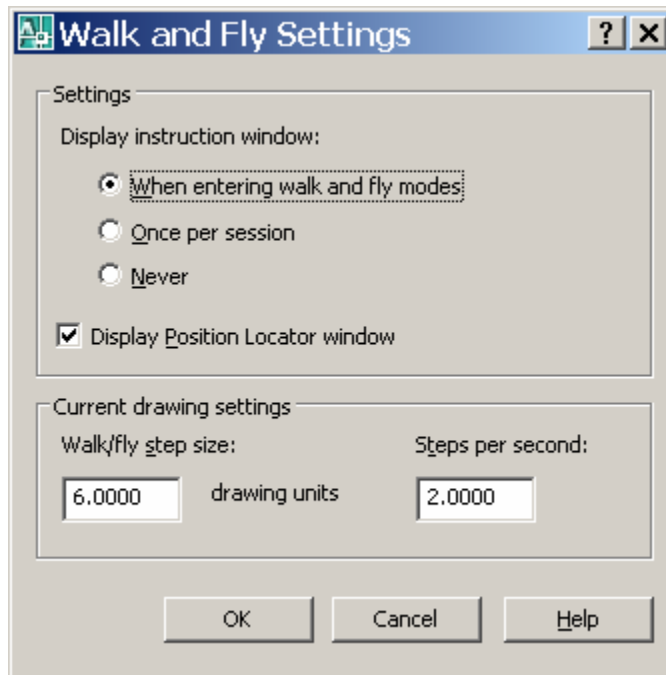 Walk and Fly Settings
Settings
Display instruction window:
When entering walk and fly modes
Once per session
Never
Display Position Locator window
Current drawing settings
Walk/fly step size: Steps per second:
6.0000 drawing units 2.0000
OK Cancel Help